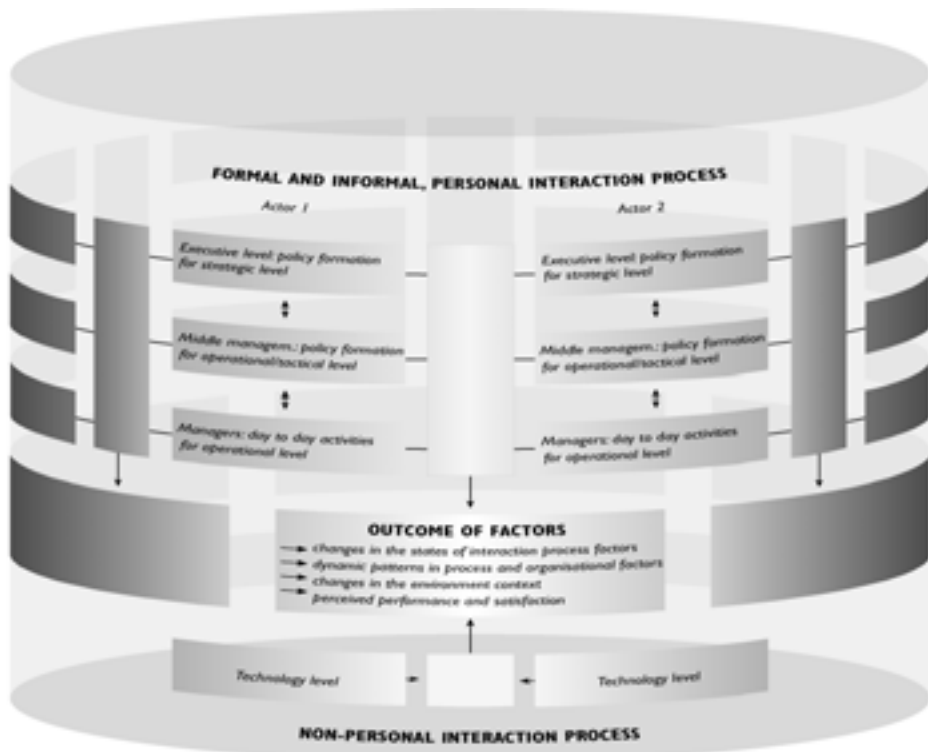 FORMAL AND INFORMAL, PERSONAL INTERACTION PROCESS
Actor 1
Actor 2
Executive level: policy formation
for strategic level
Executive level: policy formation
for strategic level
Middle managem.: policy formation
for operational/tactical level
Middle managem.: policy formation
for operational/tactical level
Managers: day to day activities
for operational level
Managers: day to day activities
for operational level
OUTCOME OF FACTORS
changes in the states of interaction process factors
dynamic patterns in process and organisational factors
changes in the environment context
perceived performance and satisfaction
Technology level
Technology level
NON-PERSONAL INTERACTION PROCESS